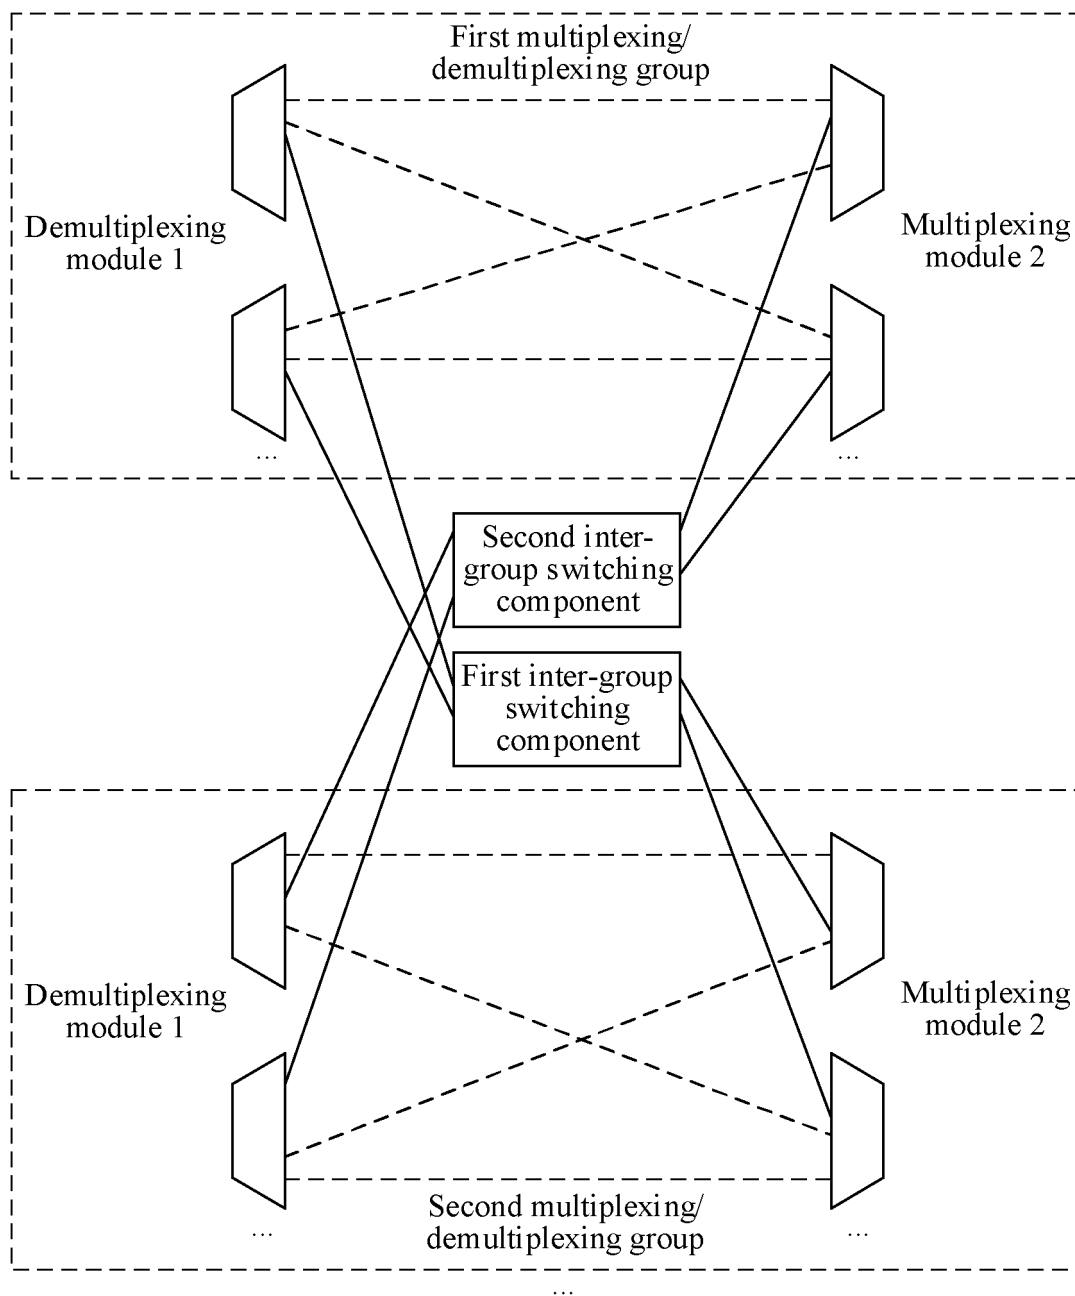 First multiplexing/
demultiplexing group
Demultiplexing
module 1
Multiplexing
module 2
...
...
Second inter-
group switching
component
First inter-group
switching
component
Demultiplexing
module 1
Multiplexing
module 2
Second multiplexing/
demultiplexing group
...
...
...